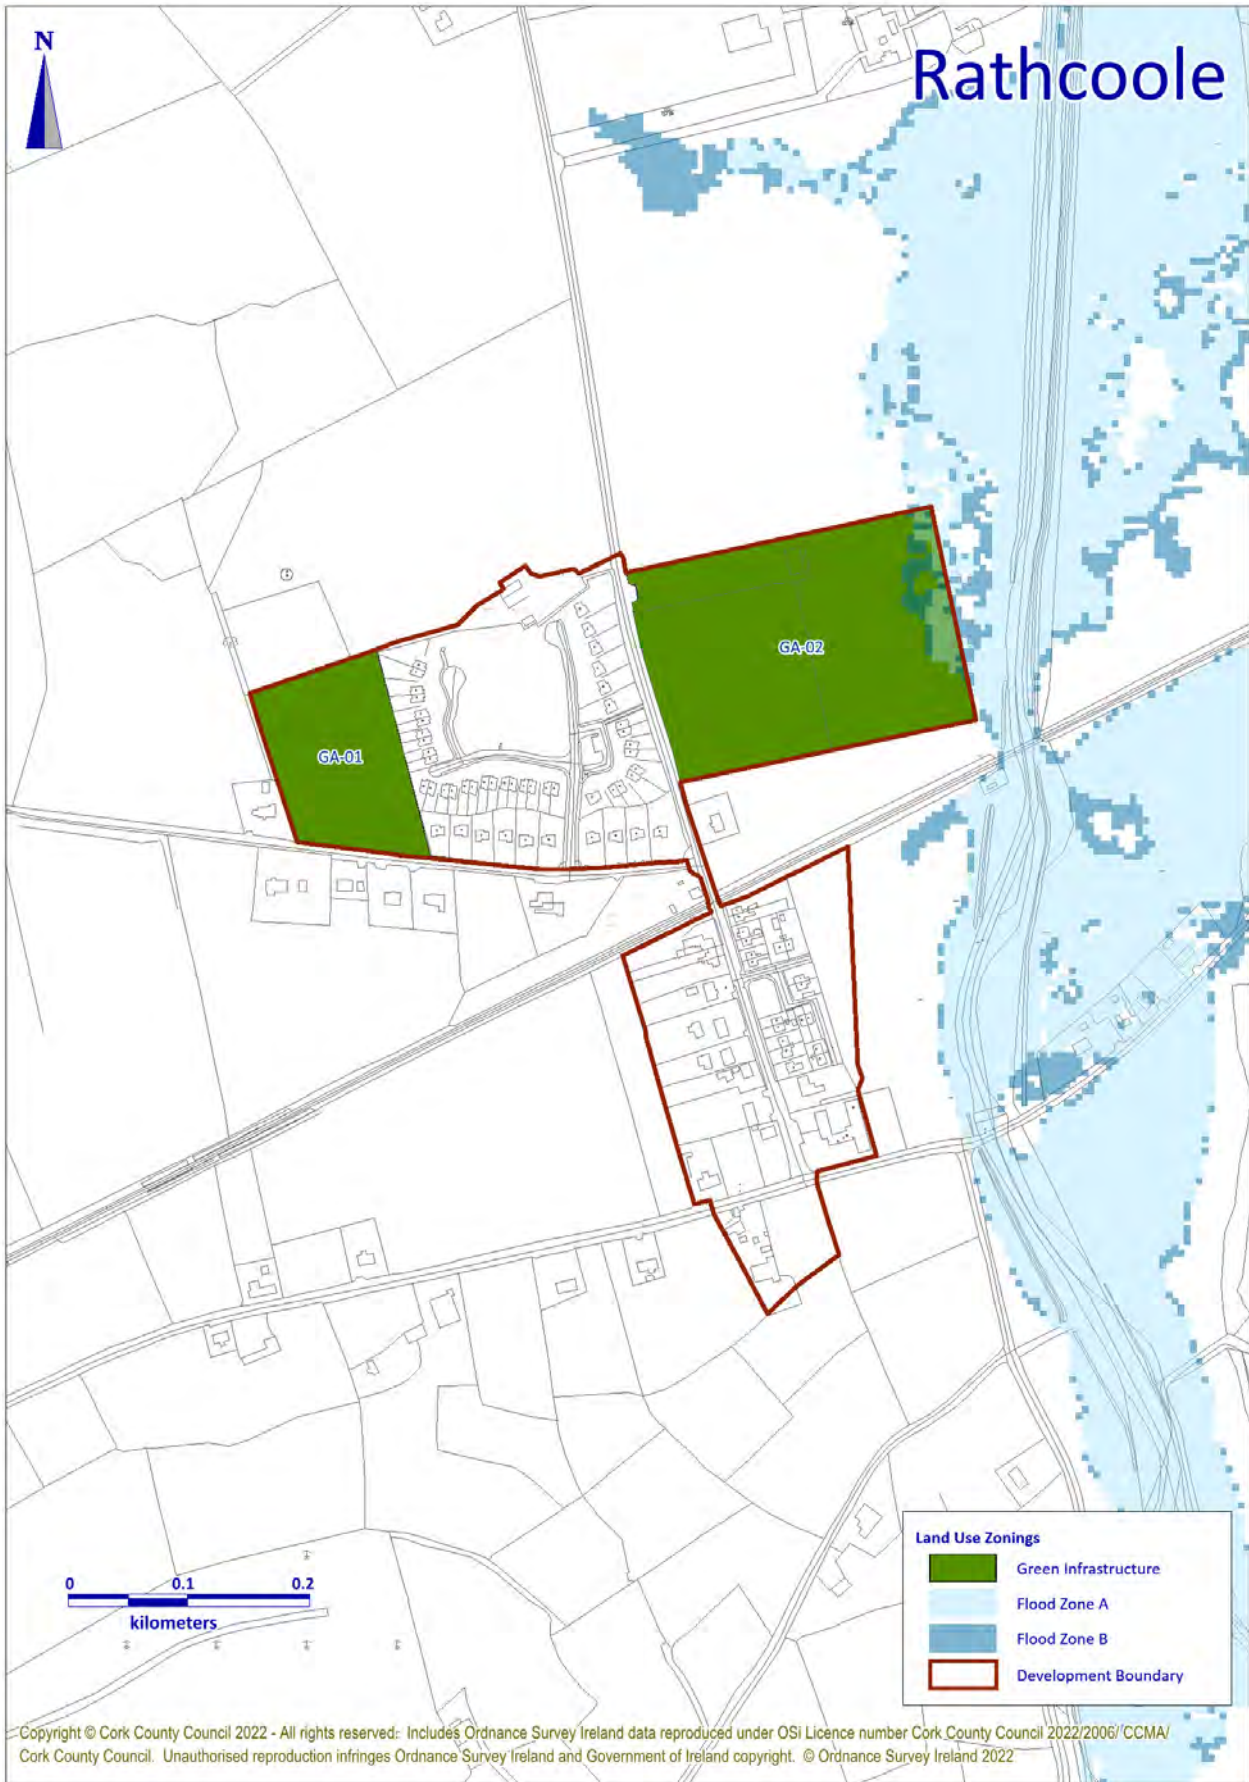 N
Rathcoole
GA-02
GA-01
Land Use Zonings
Green Infrastructure
Flood Zone A
Flood Zone B
Development Boundary
0 0.1 0.2
kilometers
Copyright © Cork County Council 2022 - All rights reserved: Includes Ordnance Survey Ireland data reproduced under OSi Licence number Cork County Council 2022/2006/ CCMA/
Cork County Council. Unauthorised reproduction infringes Ordnance Survey Ireland and Government of Ireland copyright. © Ordnance Survey Ireland 2022